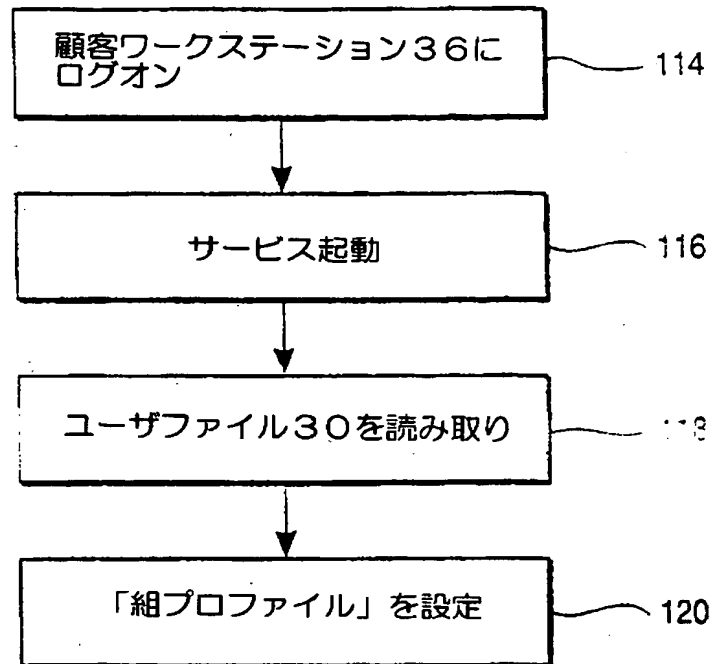 顧客ワークステーション36に
ログオン
114
サービス起動
116
ユーザファイル30を読み取り
「組プロファイル」を設定
120